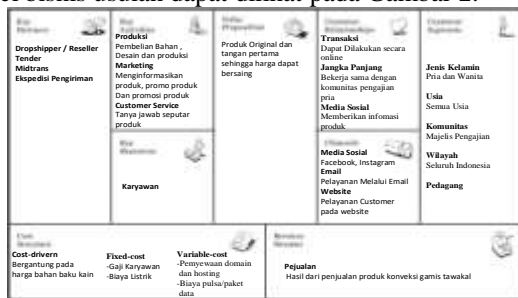 Dropshipper / Reseller
Tender
Midtrans
Ekspedisi Pengiriman
Produksi
Pembelian Bahan ,
Desain dan produksi
Marketing
Menginformasikan
produk, promo produk
Dan promosi produk
Customer Service
Tanya jawab seputar
produk
Karyawan
Produk Original dan
tangan pertama
sehingga harga dapat
bersaing
Transaksi
Dapat Dilakukan secara
online
Jangka Panjang
Bekerja sama dengan
komunitas pengajian
pria
Media Sosial
Memberikan infomasi
produk
Media Sosial
Facebook, Instagram
Email
Pelayanan Melalui Email
Website
Pelayanan Customer
pada website
Jenis Kelamin
Pria dan Wanita
Usia
Semua Usia
Komunitas
Majelis Pengajian
Wilayah
Seluruh Indonesia
Pedagang
Cost-drivern
Bergantung pada
harga bahan baku kain
Fixed-cost
-Gaji Karyawan
-Biaya Listrik
Variable-cost
-Pemyewaan domain
dan hosting
-Biaya pulsa/paket
data
Pejualan
Hasil dari penjualan produk konveksi gamis tawakal